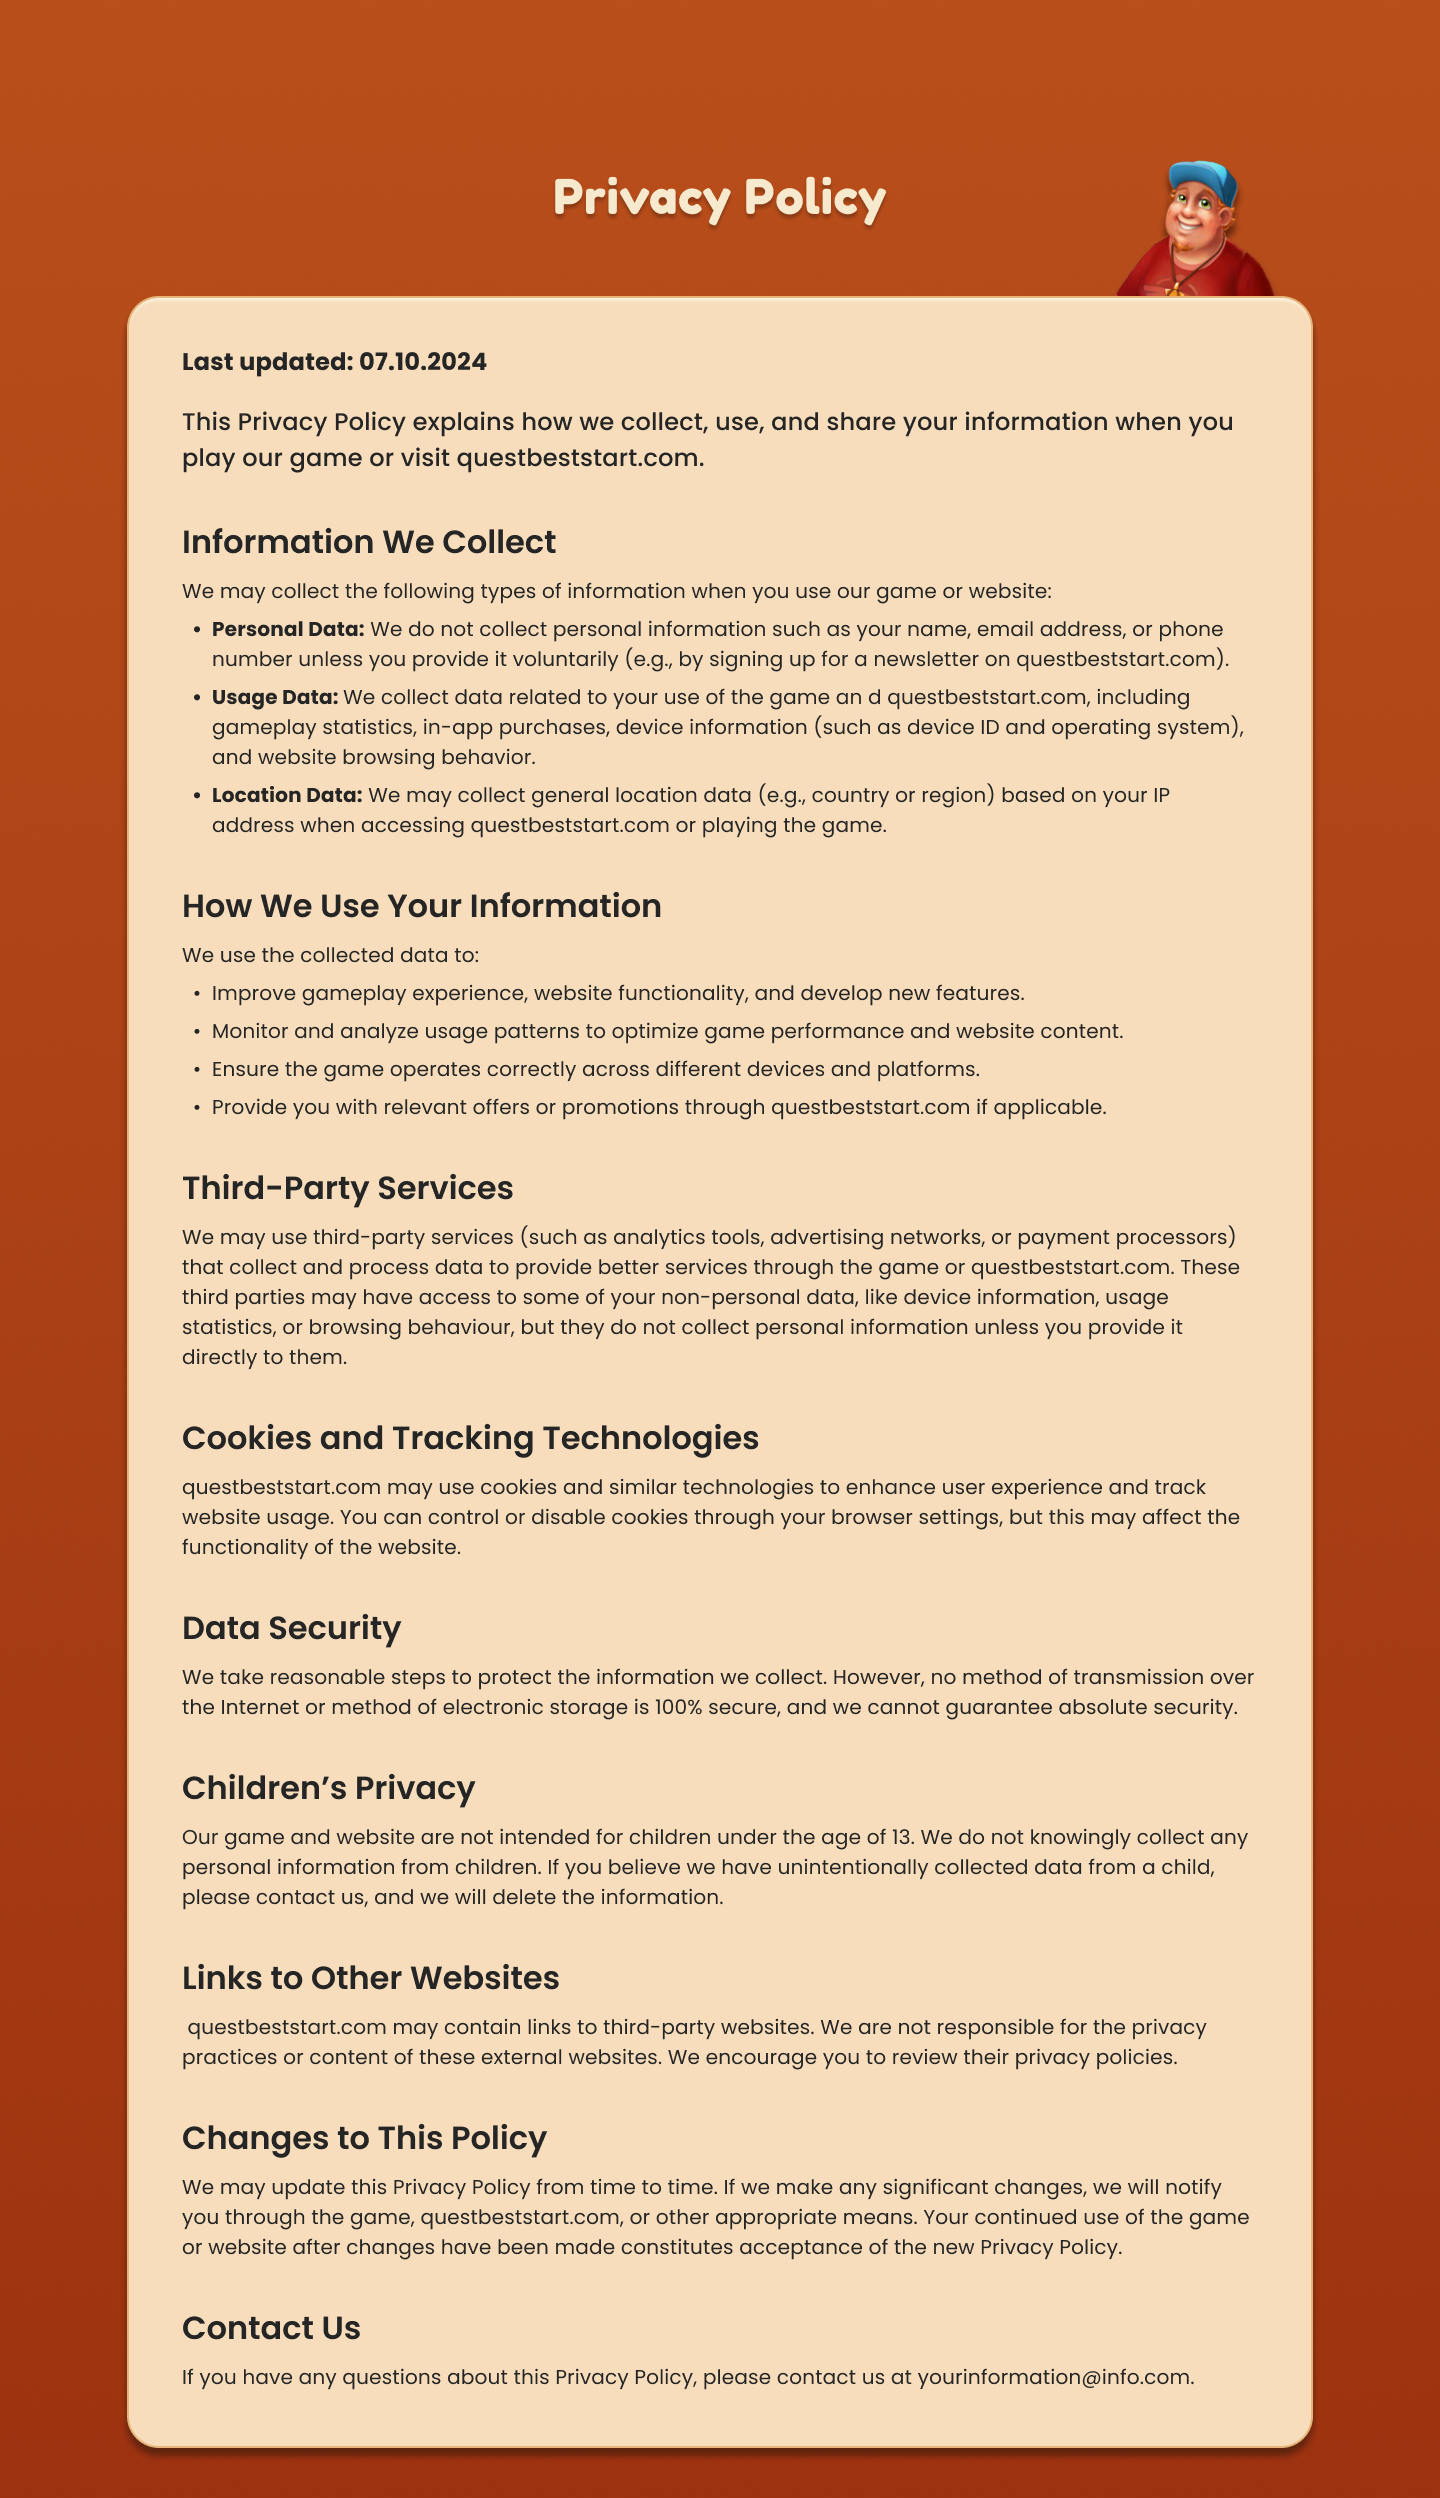 Privacy Policy
Last updated: 07.10.2024
This Privacy Policy explains how we collect, use, and share your information when you
play our game or visit questbeststart.com.
Information We Collect
We may collect the following types of information when you use our game or website:
• Personal Data: We do not collect personal information such as your name, email address, or phone
number unless you provide it voluntarily (e.g., by signing up for a newsletter on questbeststart.com).
• Usage Data: We collect data related to your use of the game an d questbeststart.com, including
gameplay statistics, in-app purchases, device information (such as device ID and operating system),
and website browsing behavior.
• Location Data: We may collect general location data (e.g., country or region) based on your IP
address when accessing questbeststart.com or playing the game.
How We Use Your Information
We use the collected data to:
• Improve gameplay experience, website functionality, and develop new features.
• Monitor and analyze usage patterns to optimize game performance and website content.
• Ensure the game operates correctly across different devices and platforms.
• Provide you with relevant offers or promotions through questbeststart.com if applicable.
Third-Party Services
We may use third-party services (such as analytics tools, advertising networks, or payment processors)
that collect and process data to provide better services through the game or questbeststart.com. These
third parties may have access to some of your non-personal data, like device information, usage
statistics, or browsing behaviour, but they do not collect personal information unless you provide it
directly to them.
Cookies and Tracking Technologies
questbeststart.com may use cookies and similar technologies to enhance user experience and track
website usage. You can control or disable cookies through your browser settings, but this may affect the
functionality of the website.
Data Security
We take reasonable steps to protect the information we collect. However, no method of transmission over
the Internet or method of electronic storage is 100% secure, and we cannot guarantee absolute security.
Children’s Privacy
Our game and website are not intended for children under the age of 13. We do not knowingly collect any
personal information from children. If you believe we have unintentionally collected data from a child,
please contact us, and we will delete the information.
Links to Other Websites
questbeststart.com may contain links to third-party websites. We are not responsible for the privacy
practices or content of these external websites. We encourage you to review their privacy policies.
Changes to This Policy
We may update this Privacy Policy from time to time. If we make any significant changes, we will notify
you through the game, questbeststart.com, or other appropriate means. Your continued use of the game
or website after changes have been made constitutes acceptance of the new Privacy Policy.
Contact Us
If you have any questions about this Privacy Policy, please contact us at yourinformation@info.com.